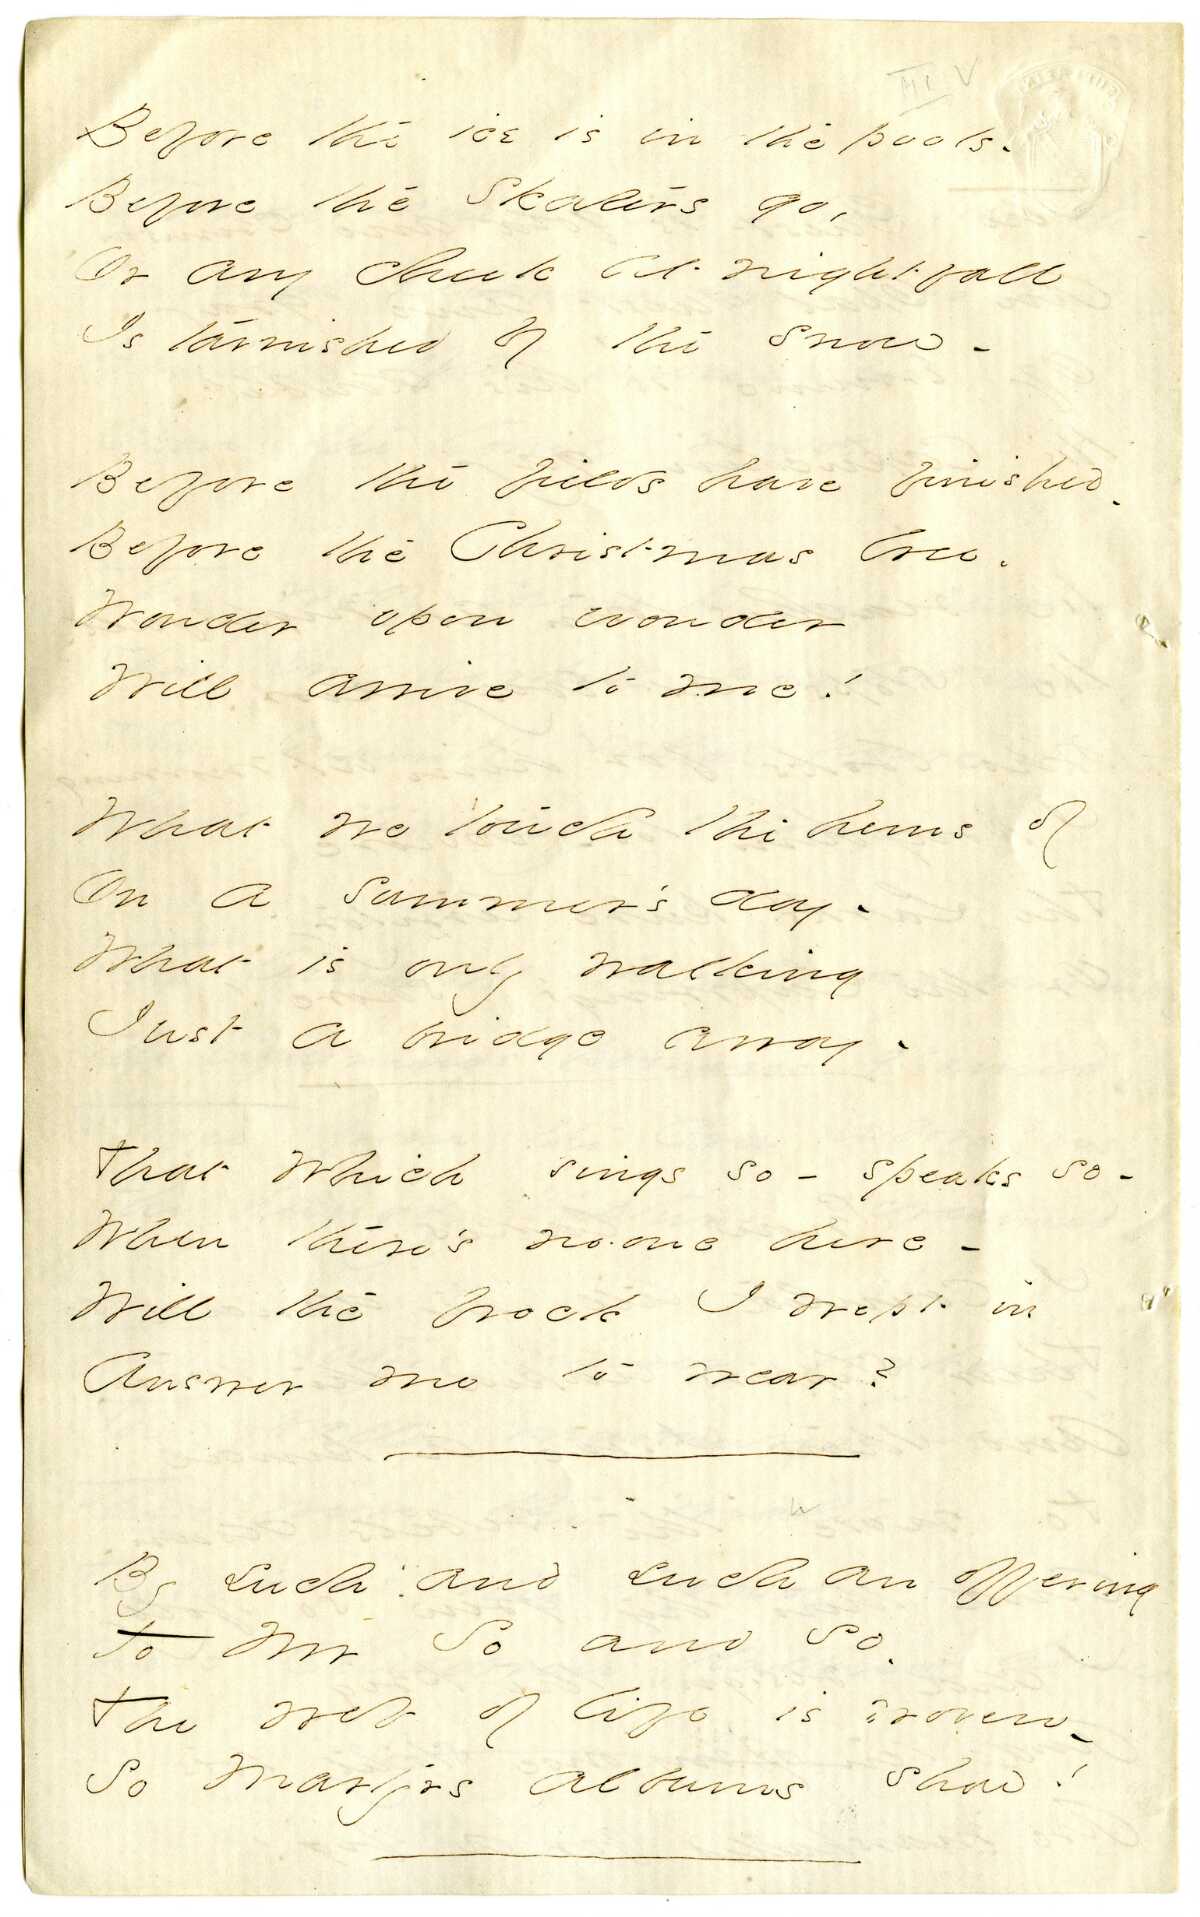 Before the ice is in the pools -
Before the Skaters go,
Or any cheek at nightfall
Is tarnished by the snow -
Before the fields have finished -
Before the Christmas tree,
Wonder upon wonder
Will arrive to me!
What we touch the hems of
On a summer's day -
What is only walking
Just a bridge away -
That which sings so - speaks so -
When there's no one here -
Will the frock I wept in
Answer me to wear?
By such and such an offering
To Mr So and So,
The web of life is woven -
So martyrs albums show!